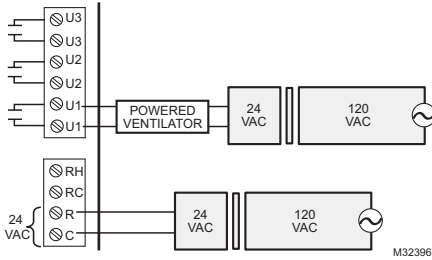 U3
U3
U2
U2
U1
U1
POWERED
VENTILATOR
24
VAC
120
VAC
RH
RC
R
C
24
VAC
24
VAC
120
VAC
M32396